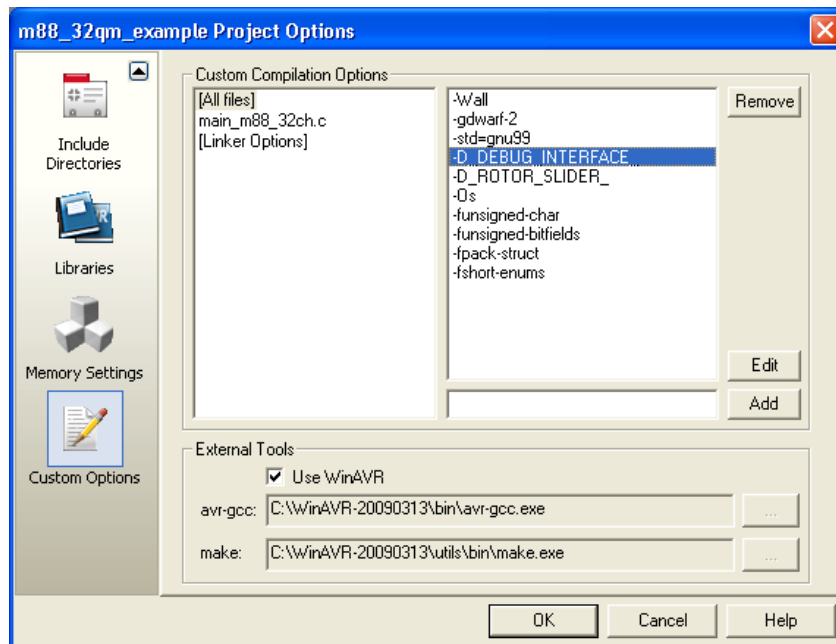 m88_32qm_example Project Options
Include
Directories
Libraries
Memory Settings
Custom Options
Custom Compilation Options
[All files]
main_m88_32ch.c
[Linker Options]
-Wall
-gdwarf-2
-std=gnu99
-D_DEBUG_INTERFACE_
-D_ROTOR_SLIDER_
-Os
-funsigned-char
-funsigned-bitfields
-fpack-struct
-fshort-enums
Remove
Edit
Add
External Tools
Use WinAVR
avr-gcc: C:\WinAVR-20090313\bin\avr-gcc.exe ...
make: C:\WinAVR-20090313\utils\bin\make.exe ...
OK Cancel Help